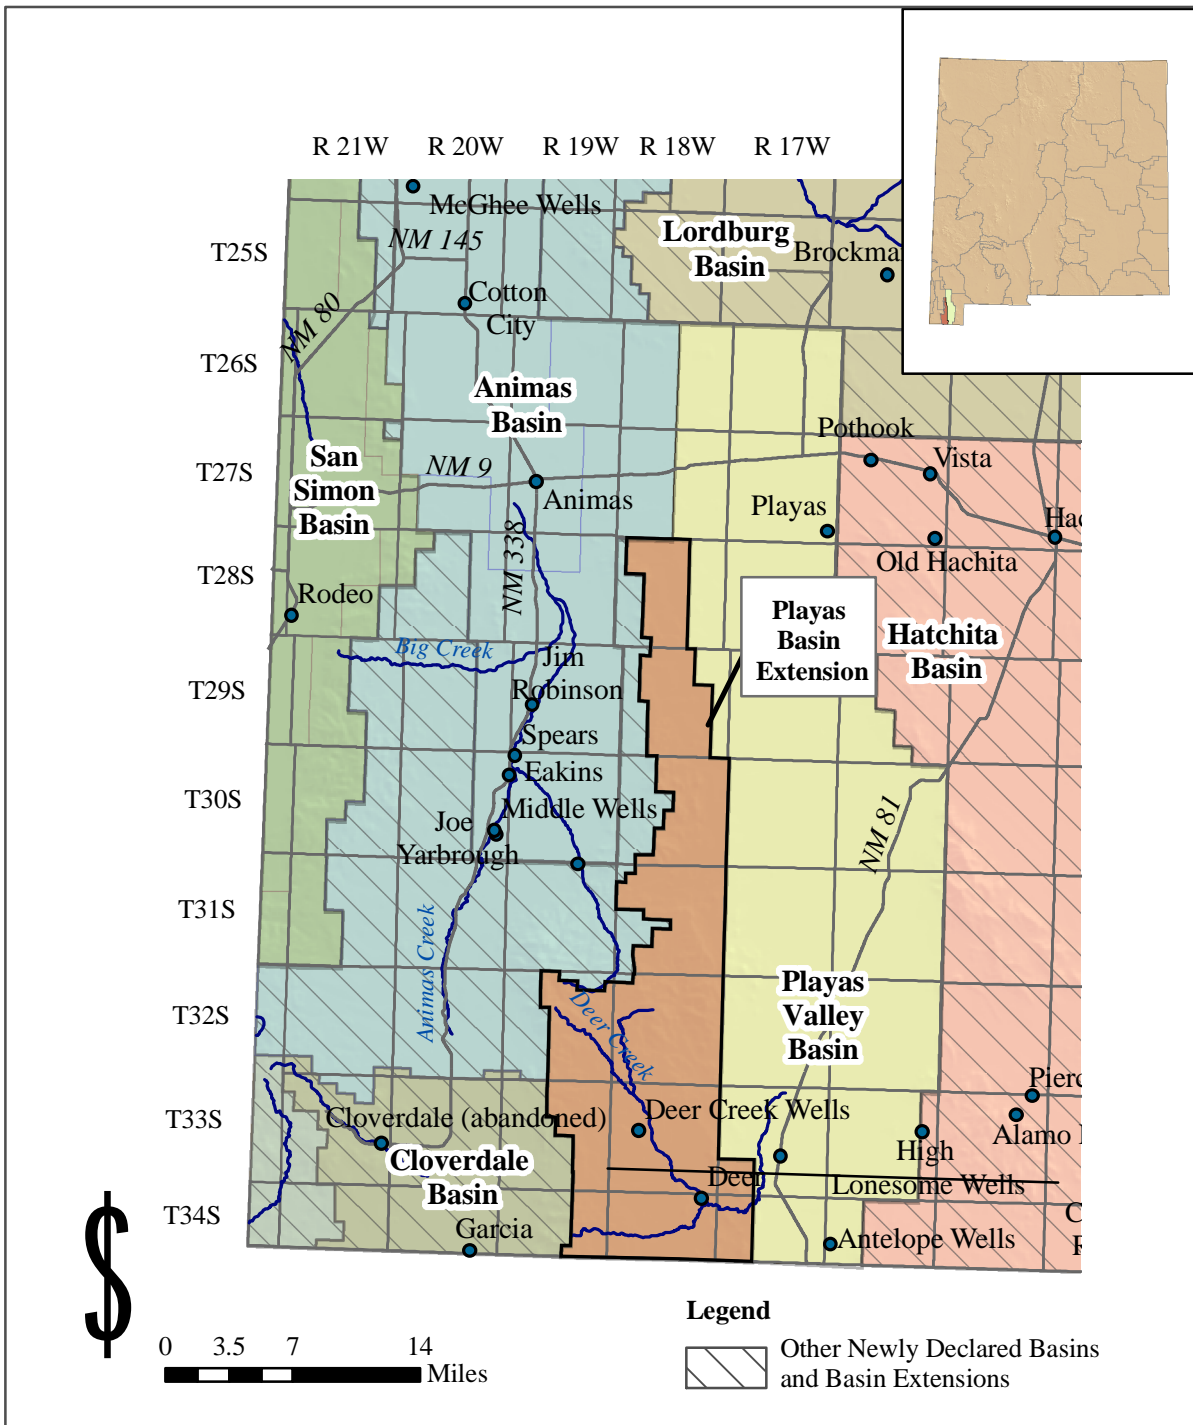 R 21W R 20W R 19W R 18W R 17W
McGhee Wells
NM 145
Lordburg
Basin
Brockma
T25S
Cotton
City
NM 80
T26S
Animas
Basin
Pothook
San
Simon
Basin
NM 9
Vista
T27S
Animas
Playas
Hac
NM 338
Old Hachita
T28S
Rodeo
Playas
Basin
Extension
Hatchita
Basin
Big Creek
Jim
Robinson
T29S
Spears
Eakins
T30S
Middle Wells
Joe
Yarbrough
NM 81
T31S
Animas Creek
Playas
Valley
Basin
Deer Creek
T32S
Pierc
T33S
Cloverdale (abandoned)
Deer Creek Wells
High
Alamo
Cloverdale
Basin
Deer
Lonesome Wells
T34S
Garcia
Antelope Wells
C
R
$
Legend
0 3.5 7 14
Miles
Other Newly Declared Basins
and Basin Extensions